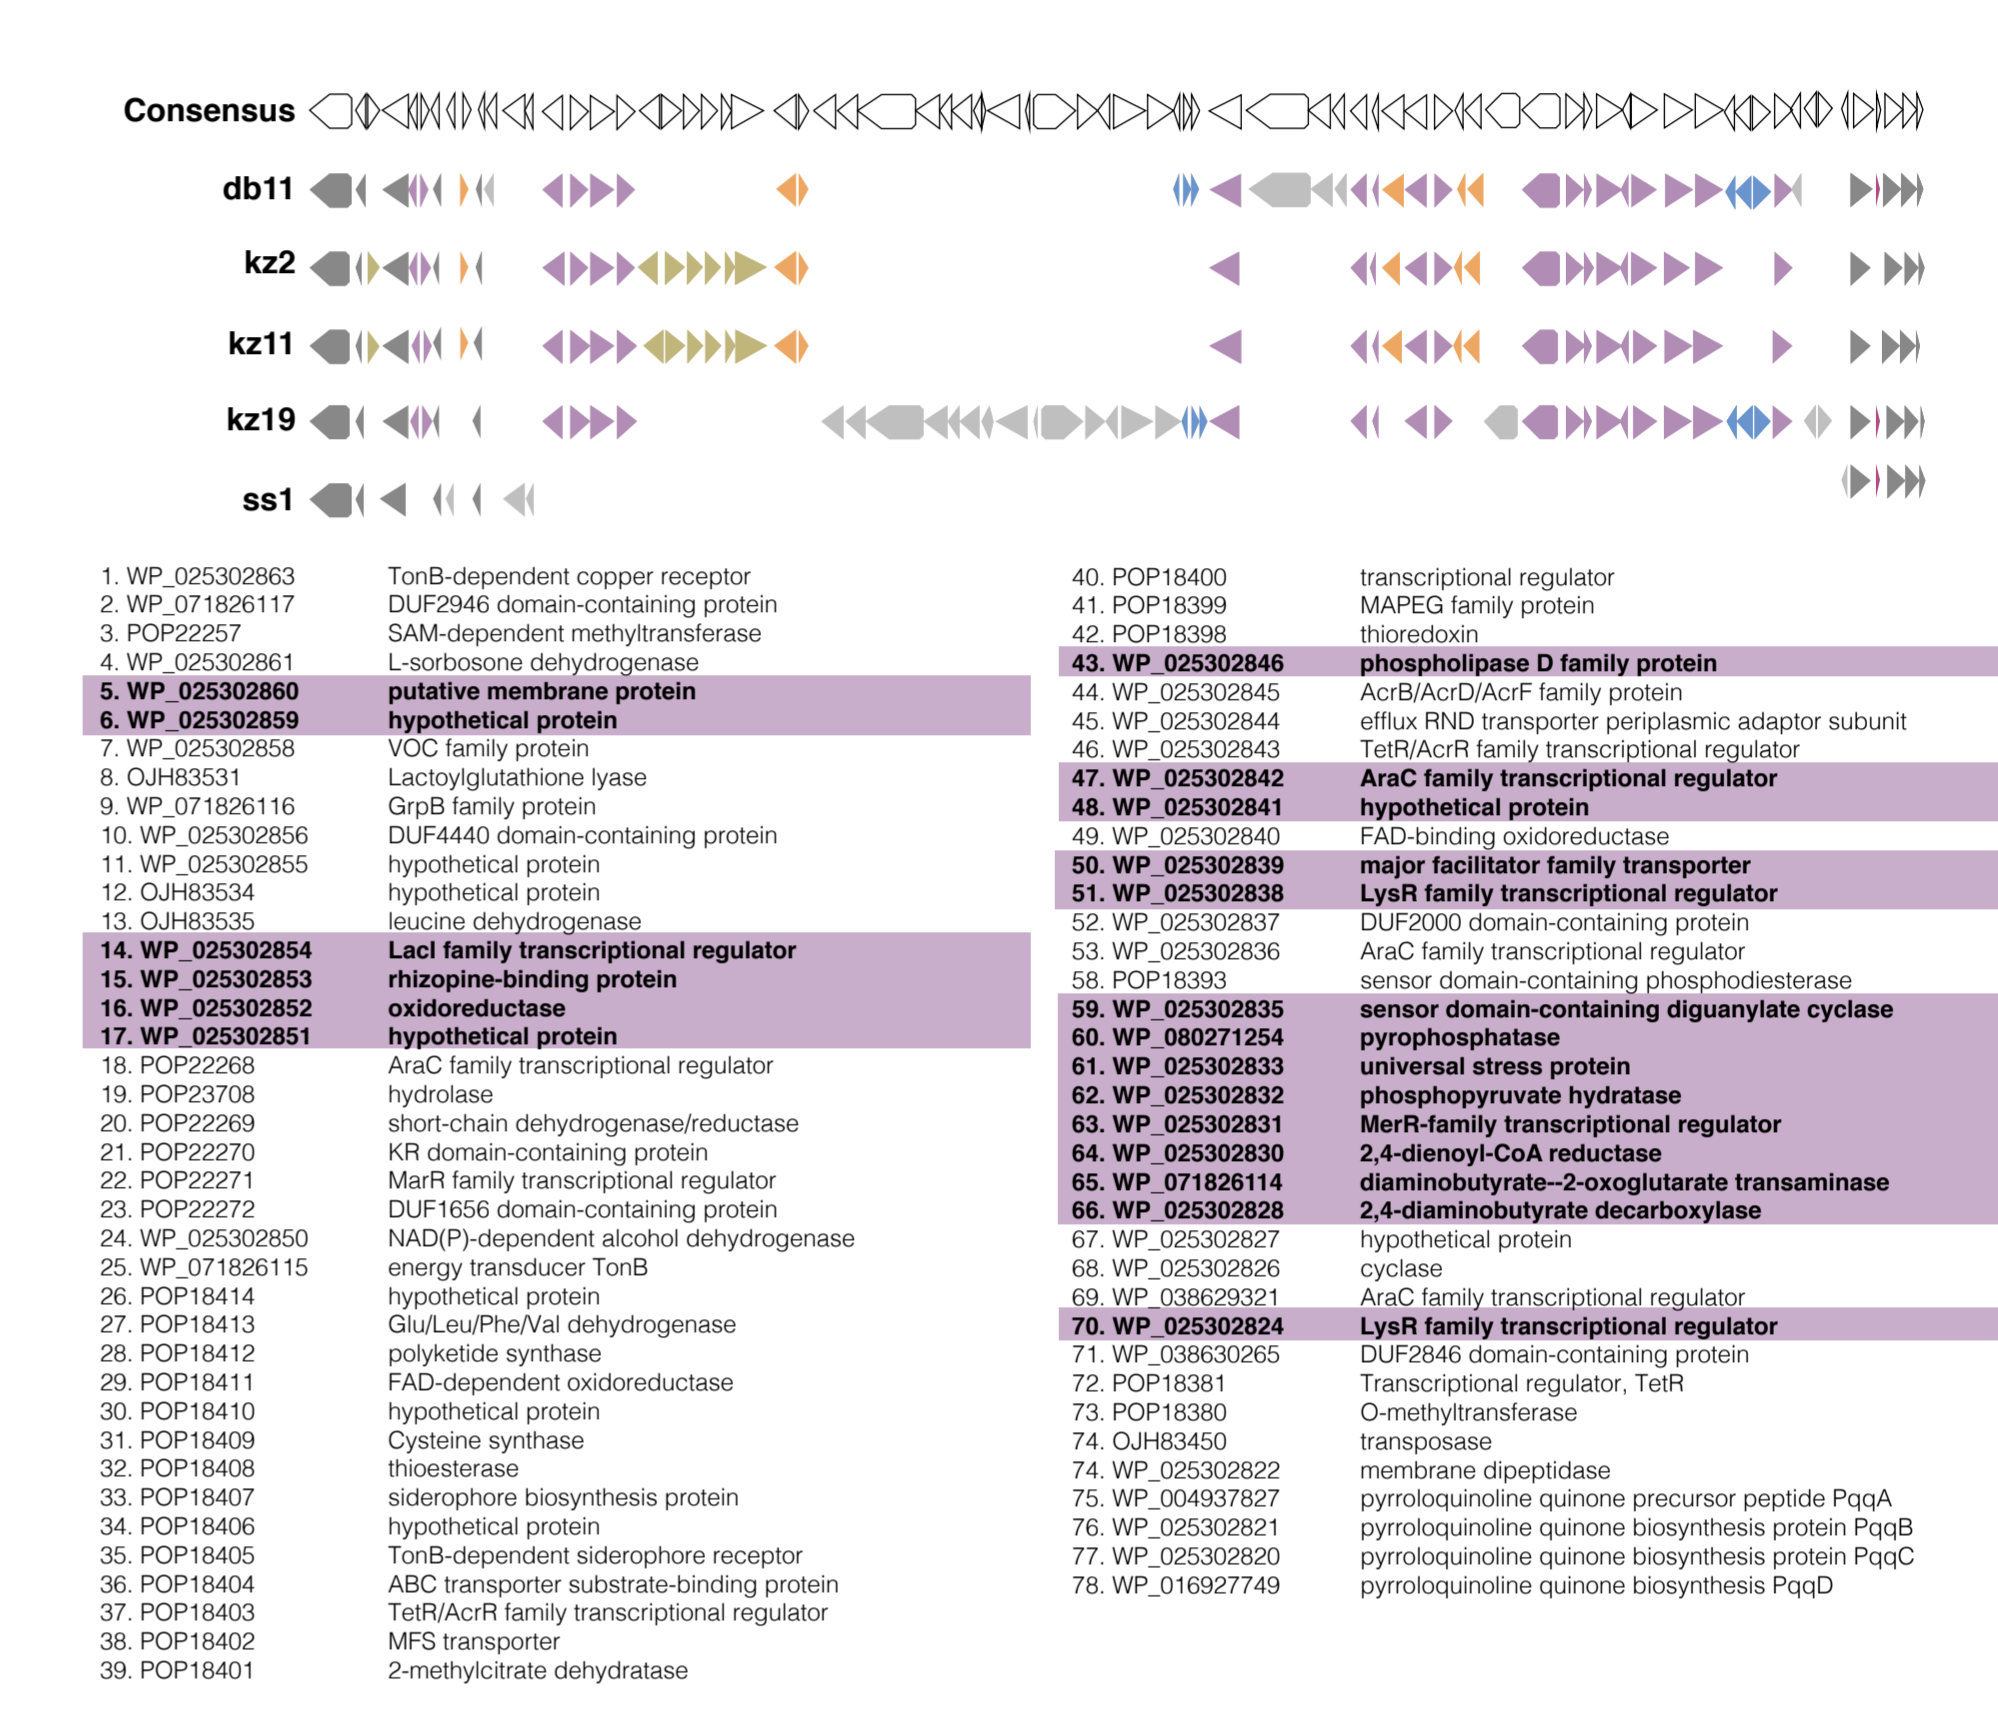 Consensus
db11
kz2
kz11
kz19
ss1
1. WP_025302863 TonB-dependent copper receptor
2. WP_071826117 DUF2946 domain-containing protein
3. POP22257 SAM-dependent methyltransferase
4. WP_025302861 L-sorbosone dehydrogenase
5. WP_025302860 putative membrane protein
6. WP_025302859 hypothetical protein
7. WP_025302858 VOC family protein
8. OJH83531 Lactoylglutathione lyase
9. WP_071826116 GrpB family protein
10. WP_025302856 DUF4440 domain-containing protein
11. WP_025302855 hypothetical protein
12. OJH83534 hypothetical protein
13. OJH83535 leucine dehydrogenase
14. WP_025302854 LacI family transcriptional regulator
15. WP_025302853 rhizopine-binding protein
16. WP_025302852 oxidoreductase
17. WP_025302851 hypothetical protein
18. POP22268 AraC family transcriptional regulator
19. POP23708 hydrolase
20. POP22269 short-chain dehydrogenase/reductase
21. POP22270 KR domain-containing protein
22. POP22271 MarR family transcriptional regulator
23. POP22272 DUF1656 domain-containing protein
24. WP_025302850 NAD(P)-dependent alcohol dehydrogenase
25. WP_071826115 energy transducer TonB
26. POP18414 hypothetical protein
27. POP18413 Glu/Leu/Phe/Val dehydrogenase
28. POP18412 polyketide synthase
29. POP18411 FAD-dependent oxidoreductase
30. POP18410 hypothetical protein
31. POP18409 Cysteine synthase
32. POP18408 thioesterase
33. POP18407 siderophore biosynthesis protein
34. POP18406 hypothetical protein
35. POP18405 TonB-dependent siderophore receptor
36. POP18404 ABC transporter substrate-binding protein
37. POP18403 TetR/AcrR family transcriptional regulator
38. POP18402 MFS transporter
39. POP18401 2-methylcitrate dehydratase
40. POP18400 transcriptional regulator
41. POP18399 MAPEG family protein
42. POP18398 thioredoxin
43. WP_025302846 phospholipase D family protein
44. WP_025302845 AcrB/AcrD/AcrF family protein
45. WP_025302844 efflux RND transporter periplasmic adaptor subunit
46. WP_025302843 TetR/AcrR family transcriptional regulator
47. WP_025302842 AraC family transcriptional regulator
48. WP_025302841 hypothetical protein
49. WP_025302840 FAD-binding oxidoreductase
50. WP_025302839 major facilitator family transporter
51. WP_025302838 LysR family transcriptional regulator
52. WP_025302837 DUF2000 domain-containing protein
53. WP_025302836 AraC family transcriptional regulator
58. POP18393 sensor domain-containing phosphodiesterase
59. WP_025302835 sensor domain-containing diguanylate cyclase
60. WP_080271254 pyrophosphatase
61. WP_025302833 universal stress protein
62. WP_025302832 phosphopyruvate hydratase
63. WP_025302831 MerR-family transcriptional regulator
64. WP_025302830 2,4-dienoyl-CoA reductase
65. WP_071826114 diaminobutyrate--2-oxoglutarate transaminase
66. WP_025302828 2,4-diaminobutyrate decarboxylase
67. WP_025302827 hypothetical protein
68. WP_025302826 cyclase
69. WP_038629321 AraC family transcriptional regulator
70. WP_025302824 LysR family transcriptional regulator
71. WP_038630265 DUF2846 domain-containing protein
72. POP18381 Transcriptional regulator, TetR
73. POP18380 O-methyltransferase
74. OJH83450 transposase
74. WP_025302822 membrane dipeptidase
75. WP_004937827 pyrroloquinoline quinone precursor peptide PqqA
76. WP_025302821 pyrroloquinoline quinone biosynthesis protein PqqB
77. WP_025302820 pyrroloquinoline quinone biosynthesis protein PqqC
78. WP_016927749 pyrroloquinoline quinone biosynthesis PqqD